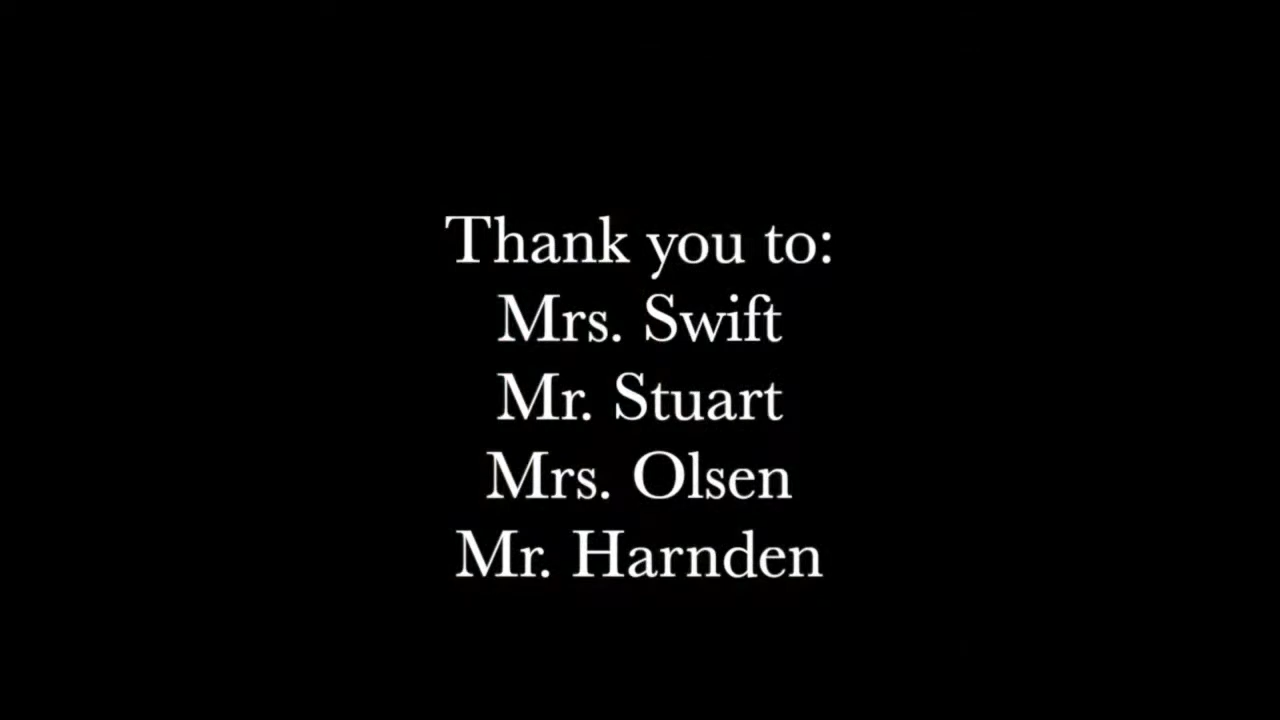 Thank you to:
Mrs. Swift
Mr. Stuart
Mrs. Olsen
Mr. Harnden